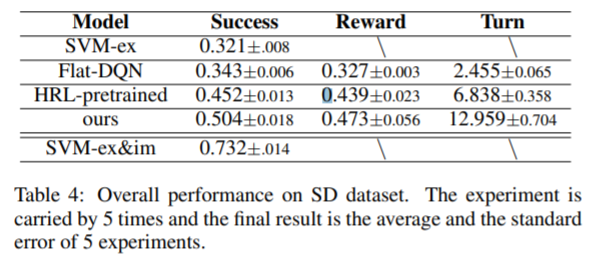 Model Success Reward Turn
SVM-ex 0.321±.008 \ \
Flat-DQN 0.343±0.006 0.327±0.003 2.455±0.065
HRL-pretrained 0.452±0.013 0.439±0.023 6.838±0.358
ours 0.504±0.018 0.473±0.056 12.959±0.704
SVM-ex&im 0.732±.014 \ \
Table 4: Overall performance on SD dataset. The experiment is
carried by 5 times and the final result is the average and the standard
error of 5 experiments.